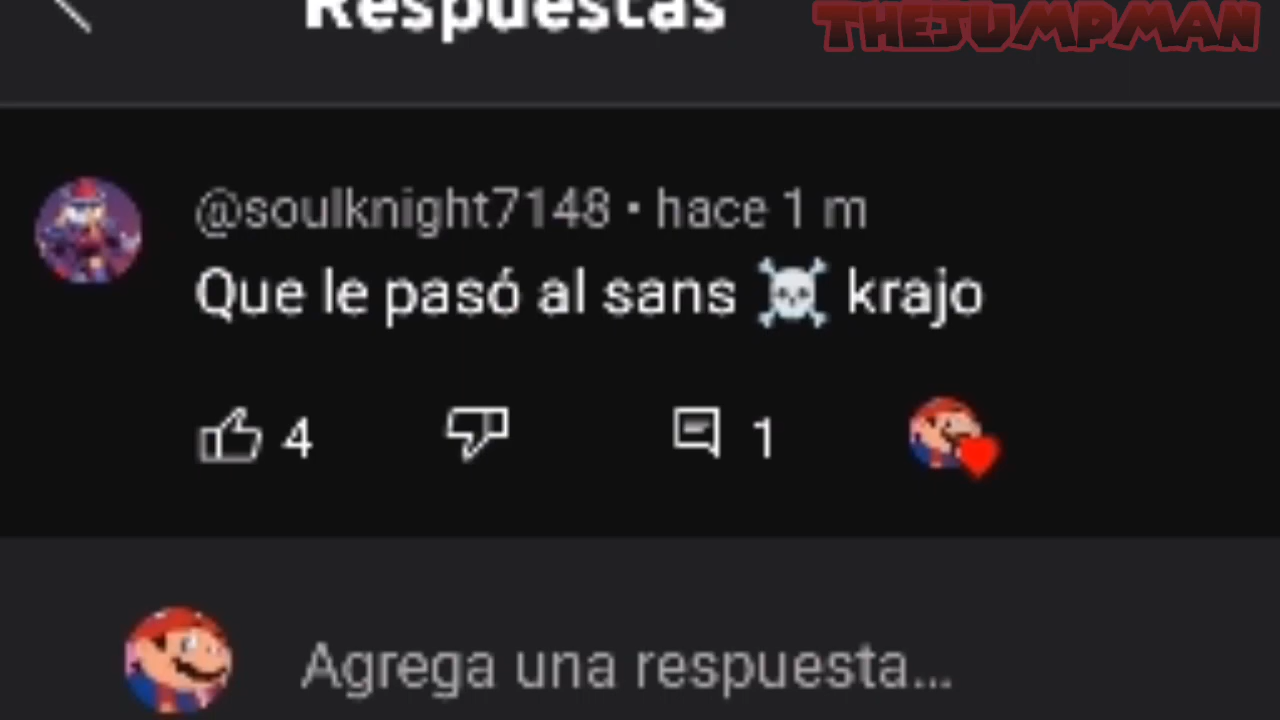 Respuestas
THEJUMPMAN
@soulknight7148 • hace 1 m
Que le pasó al sans ☠️ krajo
4
1
Agrega una respuesta...